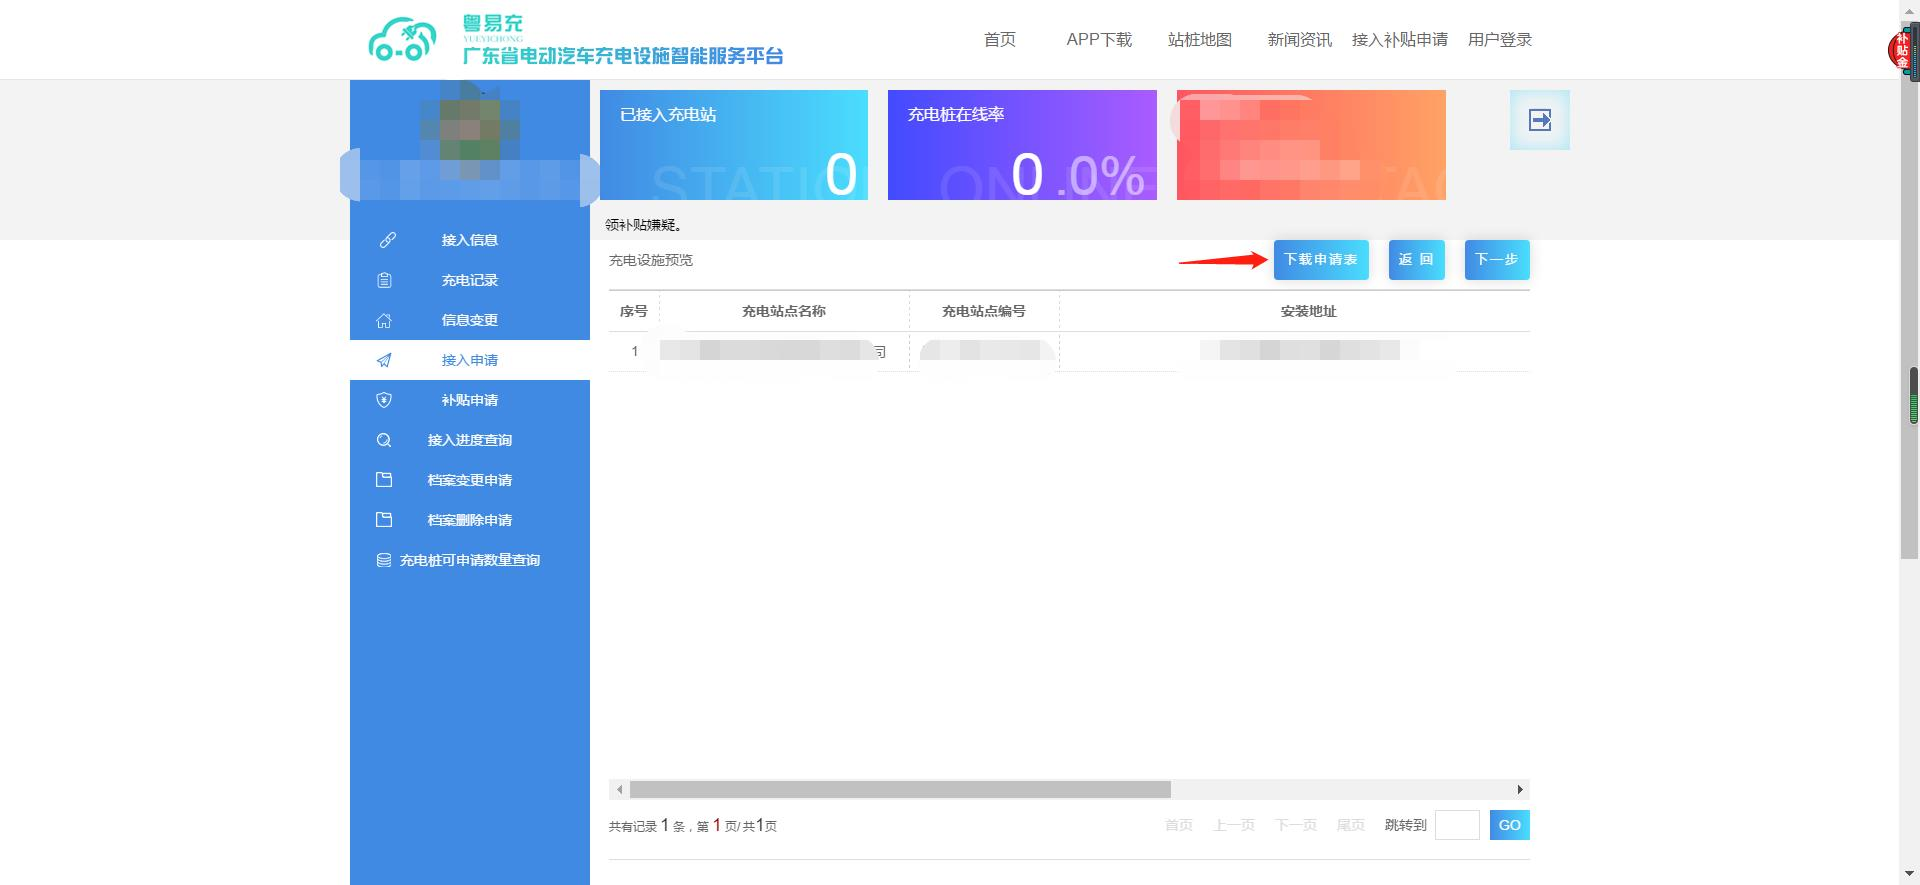 粤易充
YUEYICHONG
广东省电动汽车充电设施智能服务平台
首页
APP下载
站桩地图
新闻资讯
接入补贴申请
用户登录
补贴金
已接入充电站
0
充电桩在线率
ONLINE
0 .0%
领补贴嫌疑。
接入信息
充电记录
信息变更
接入申请
补贴申请
接入进度查询
档案变更申请
档案删除申请
充电桩可申请数量查询
充电设施预览
下载申请表
返 回
下一步
序号 充电站点名称 充电站点编号 安装地址
1 司
共有记录 1 条，第 1 页/共1页
首页 上一页 下一页 尾页 跳转到 GO